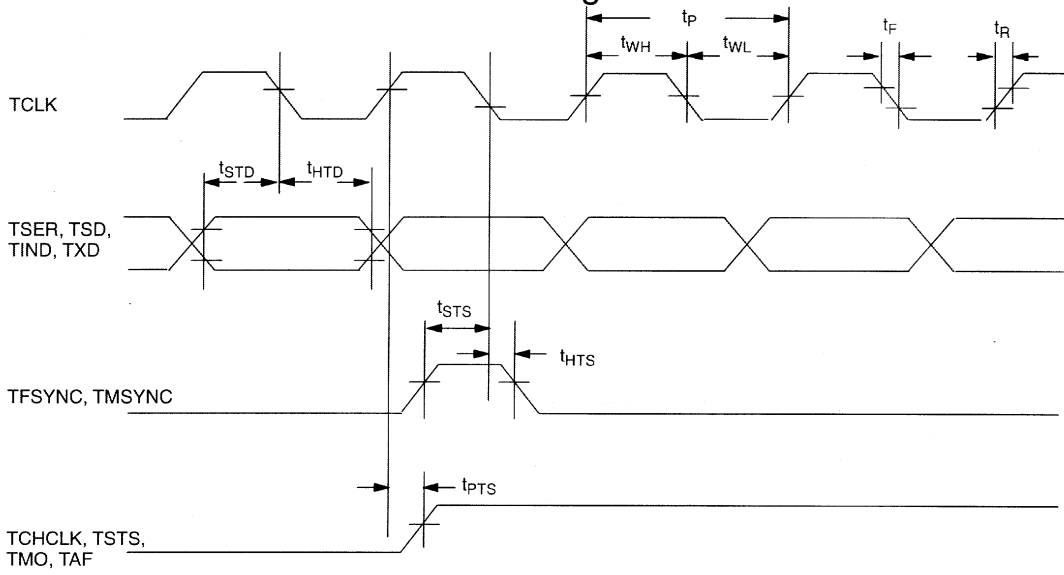 g
tP
tF
tR
tWH
tWL
TCLK
tSTD
tHTD
TSER, TSD,
TIND, TXD
tSTS
tHTS
TFSYNC, TMSYNC
tPTS
TCHCLK, TSTS,
TMO, TAF